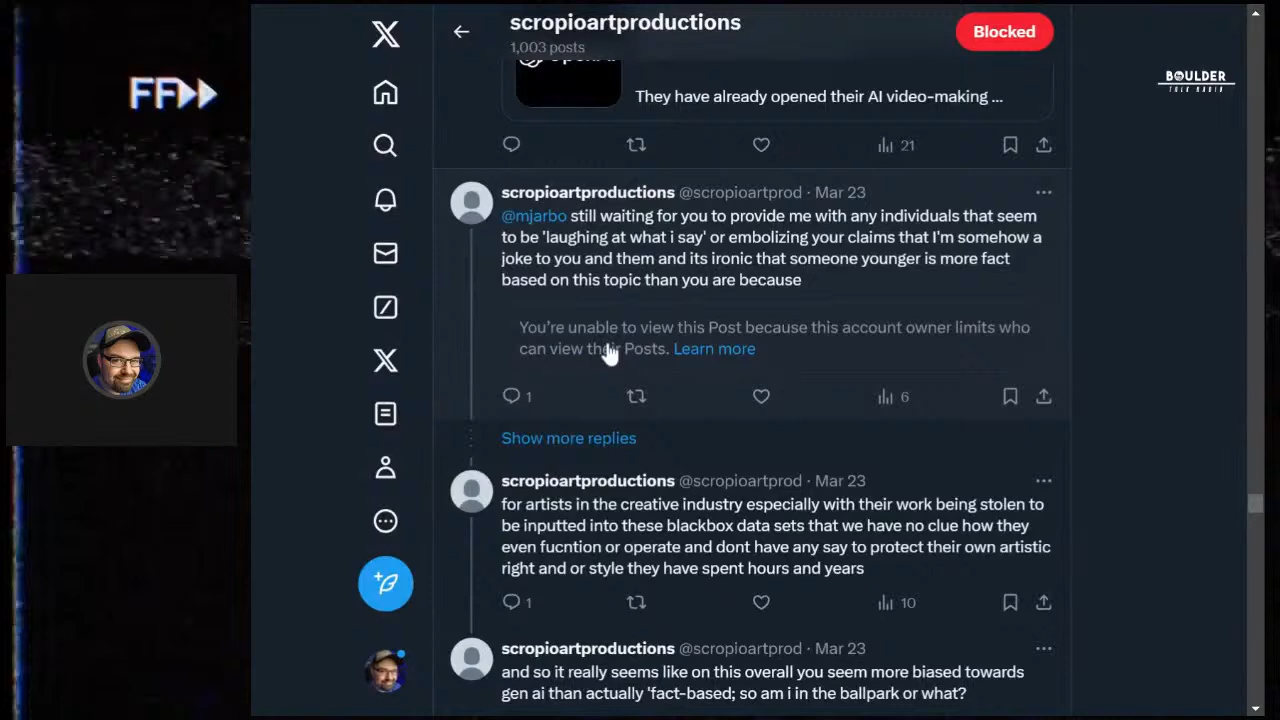 scropioartproductions
1,003 posts
Blocked
FF
BOULDER
TALK RADIO
They have already opened their AI video-making ...
21
scropioartproductions @scropioartprod · Mar 23
@mjarbo still waiting for you to provide me with any individuals that seem
to be 'laughing at what i say' or embolizing your claims that I'm somehow a
joke to you and them and its ironic that someone younger is more fact
based on this topic than you are because
You're unable to view this Post because this account owner limits who
can view their Posts. Learn more
1
6
Show more replies
scropioartproductions @scropioartprod · Mar 23
for artists in the creative industry especially with their work being stolen to
be inputted into these blackbox data sets that we have no clue how they
even fucntion or operate and dont have any say to protect their own artistic
right and or style they have spent hours and years
1
10
scropioartproductions @scropioartprod · Mar 23
and so it really seems like on this overall you seem more biased towards
gen ai than actually 'fact-based; so am i in the ballpark or what?